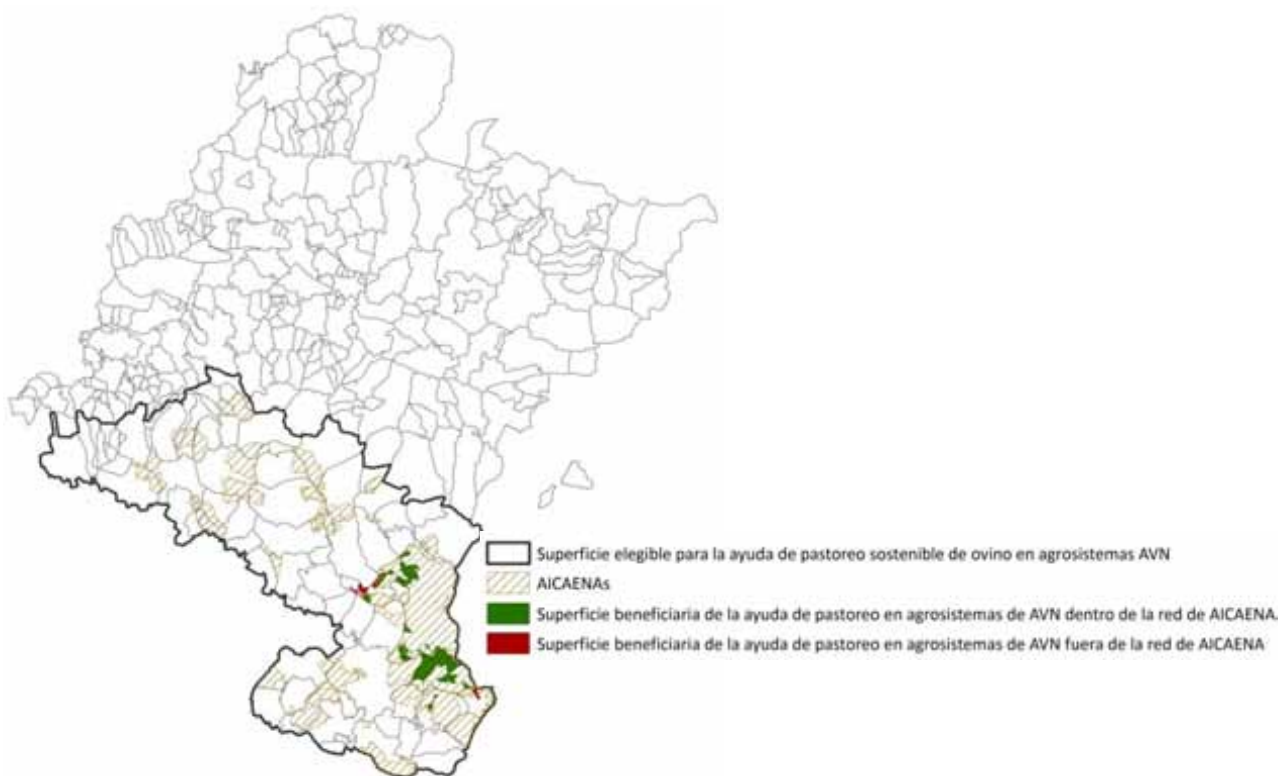 Superficie elegible para la ayuda de pastoreo sostenible de ovino en agrosistemas AVN
AICAENAs
Superficie beneficiaria de la ayuda de pastoreo en agrosistemas de AVN dentro de la red de AICAENA.
Superficie beneficiaria de la ayuda de pastoreo en agrosistemas de AVN fuera de la red de AICAENA